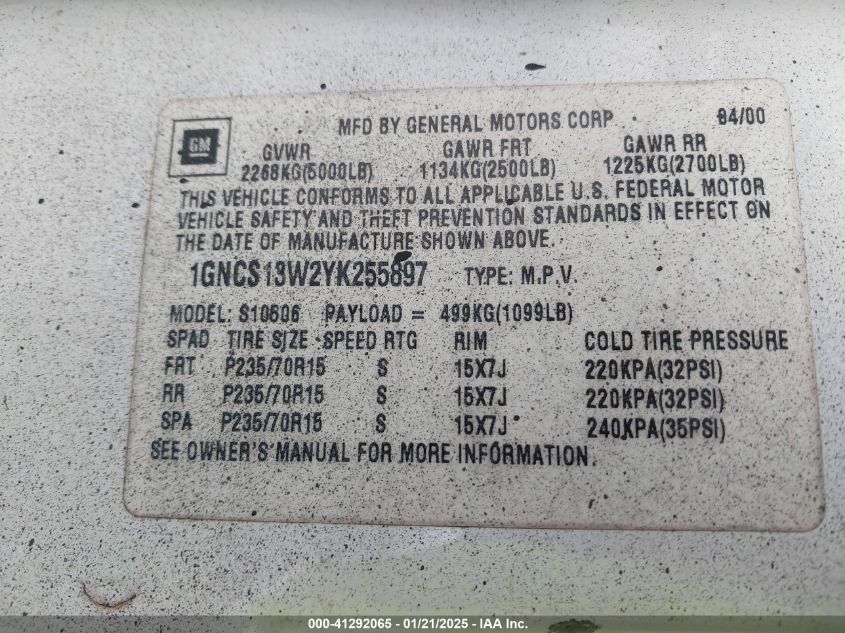 MFD BY GENERAL MOTORS CORP 04/00
GM
GVWR GAWR FRT GAWR RR
2268KG(5000LB) 1134KG(2500LB) 1225KG(2700LB)
THIS VEHICLE CONFORMS TO ALL APPLICABLE U.S. FEDERAL MOTOR
VEHICLE SAFETY AND THEFT PREVENTION STANDARDS IN EFFECT ON
THE DATE OF MANUFACTURE SHOWN ABOVE.
1GNCS13W2YK255897 TYPE: M.P.V.
MODEL: S10506 PAYLOAD = 499KG(1099LB)
SPAD TIRE SIZE SPEED RTG RIM COLD TIRE PRESSURE
FRT P235/70R15 S 15X7J 220KPA(32PSI)
RR P235/70R15 S 15X7J 220KPA(32PSI)
SPA P235/70R15 S 15X7J 240KPA(35PSI)
SEE OWNER'S MANUAL FOR MORE INFORMATION.
000-41292065 - 01/21/2025 - IAA Inc.